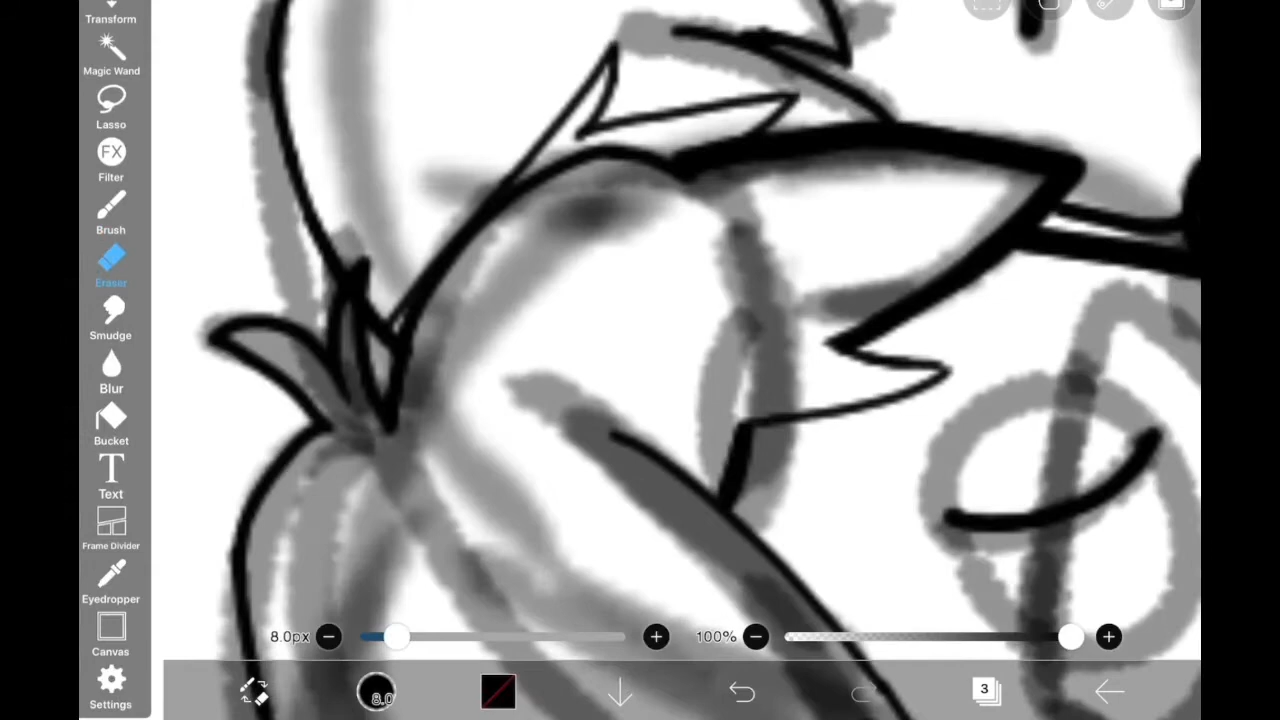 Transform
Magic Wand
Lasso
FX
Filter
Brush
Eraser
Smudge
Blur
Bucket
T
Text
Frame Divider
Eyedropper
Canvas
Settings
8.0px
100%
8.0
3